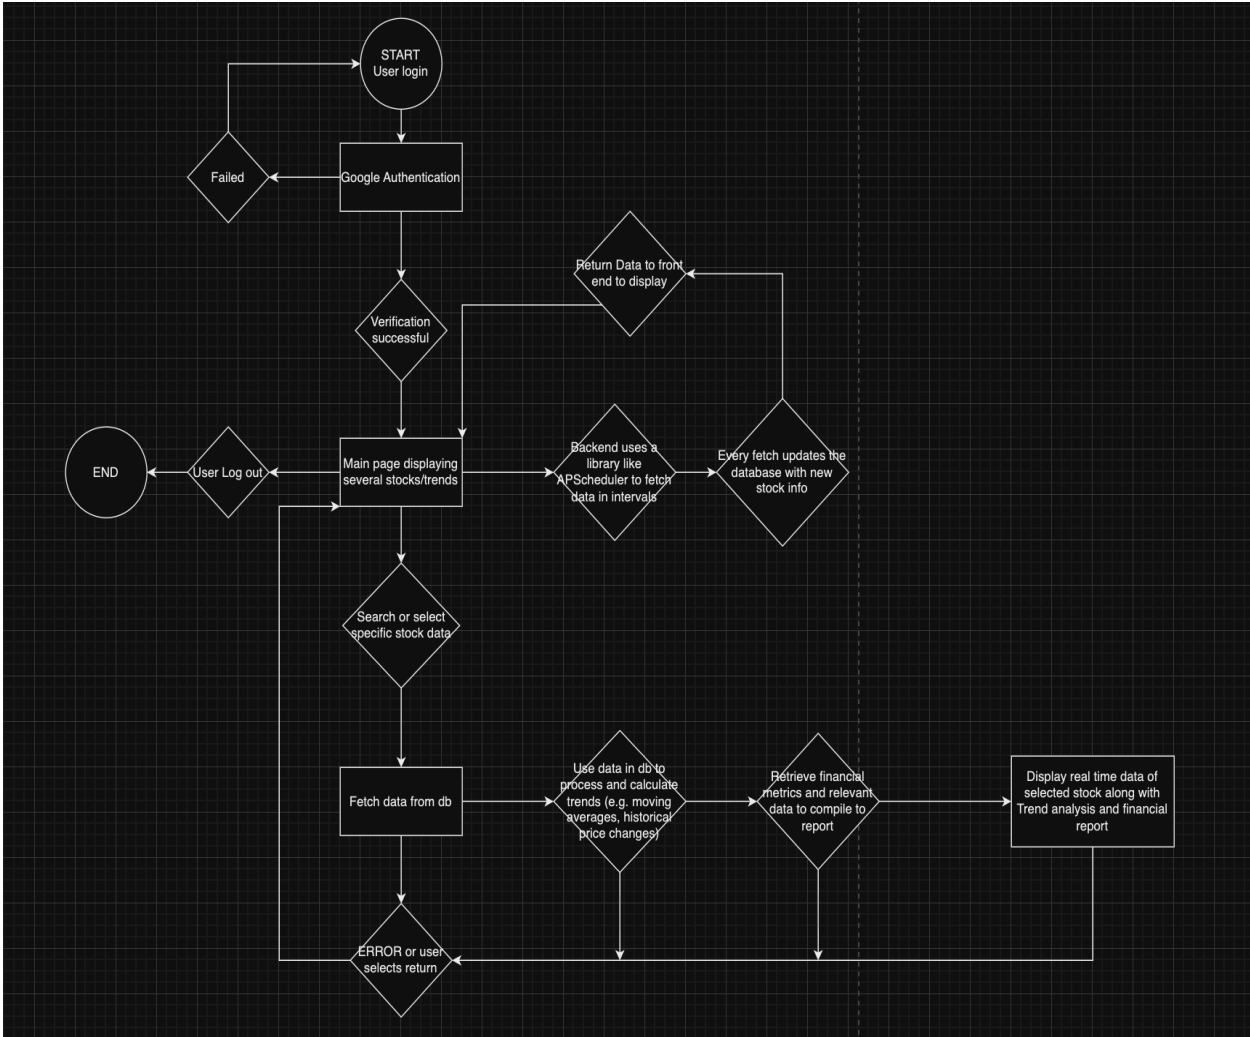 START
User login
Failed
Google Authentication
Return Data to front
end to display
Verification
successful
END
User Log out
Main page displaying
several stocks/trends
Backend uses a
library like
APScheduler to fetch
data in intervals
Every fetch updates the
database with new
stock info
Search or select
specific stock data
Fetch data from db
Use data in db to
process and calculate
trends (e.g. moving
averages, historical
price changes)
Retrieve financial
metrics and relevant
data to compile to
report
Display real time data of
selected stock along with
Trend analysis and financial
report
ERROR or user
selects return